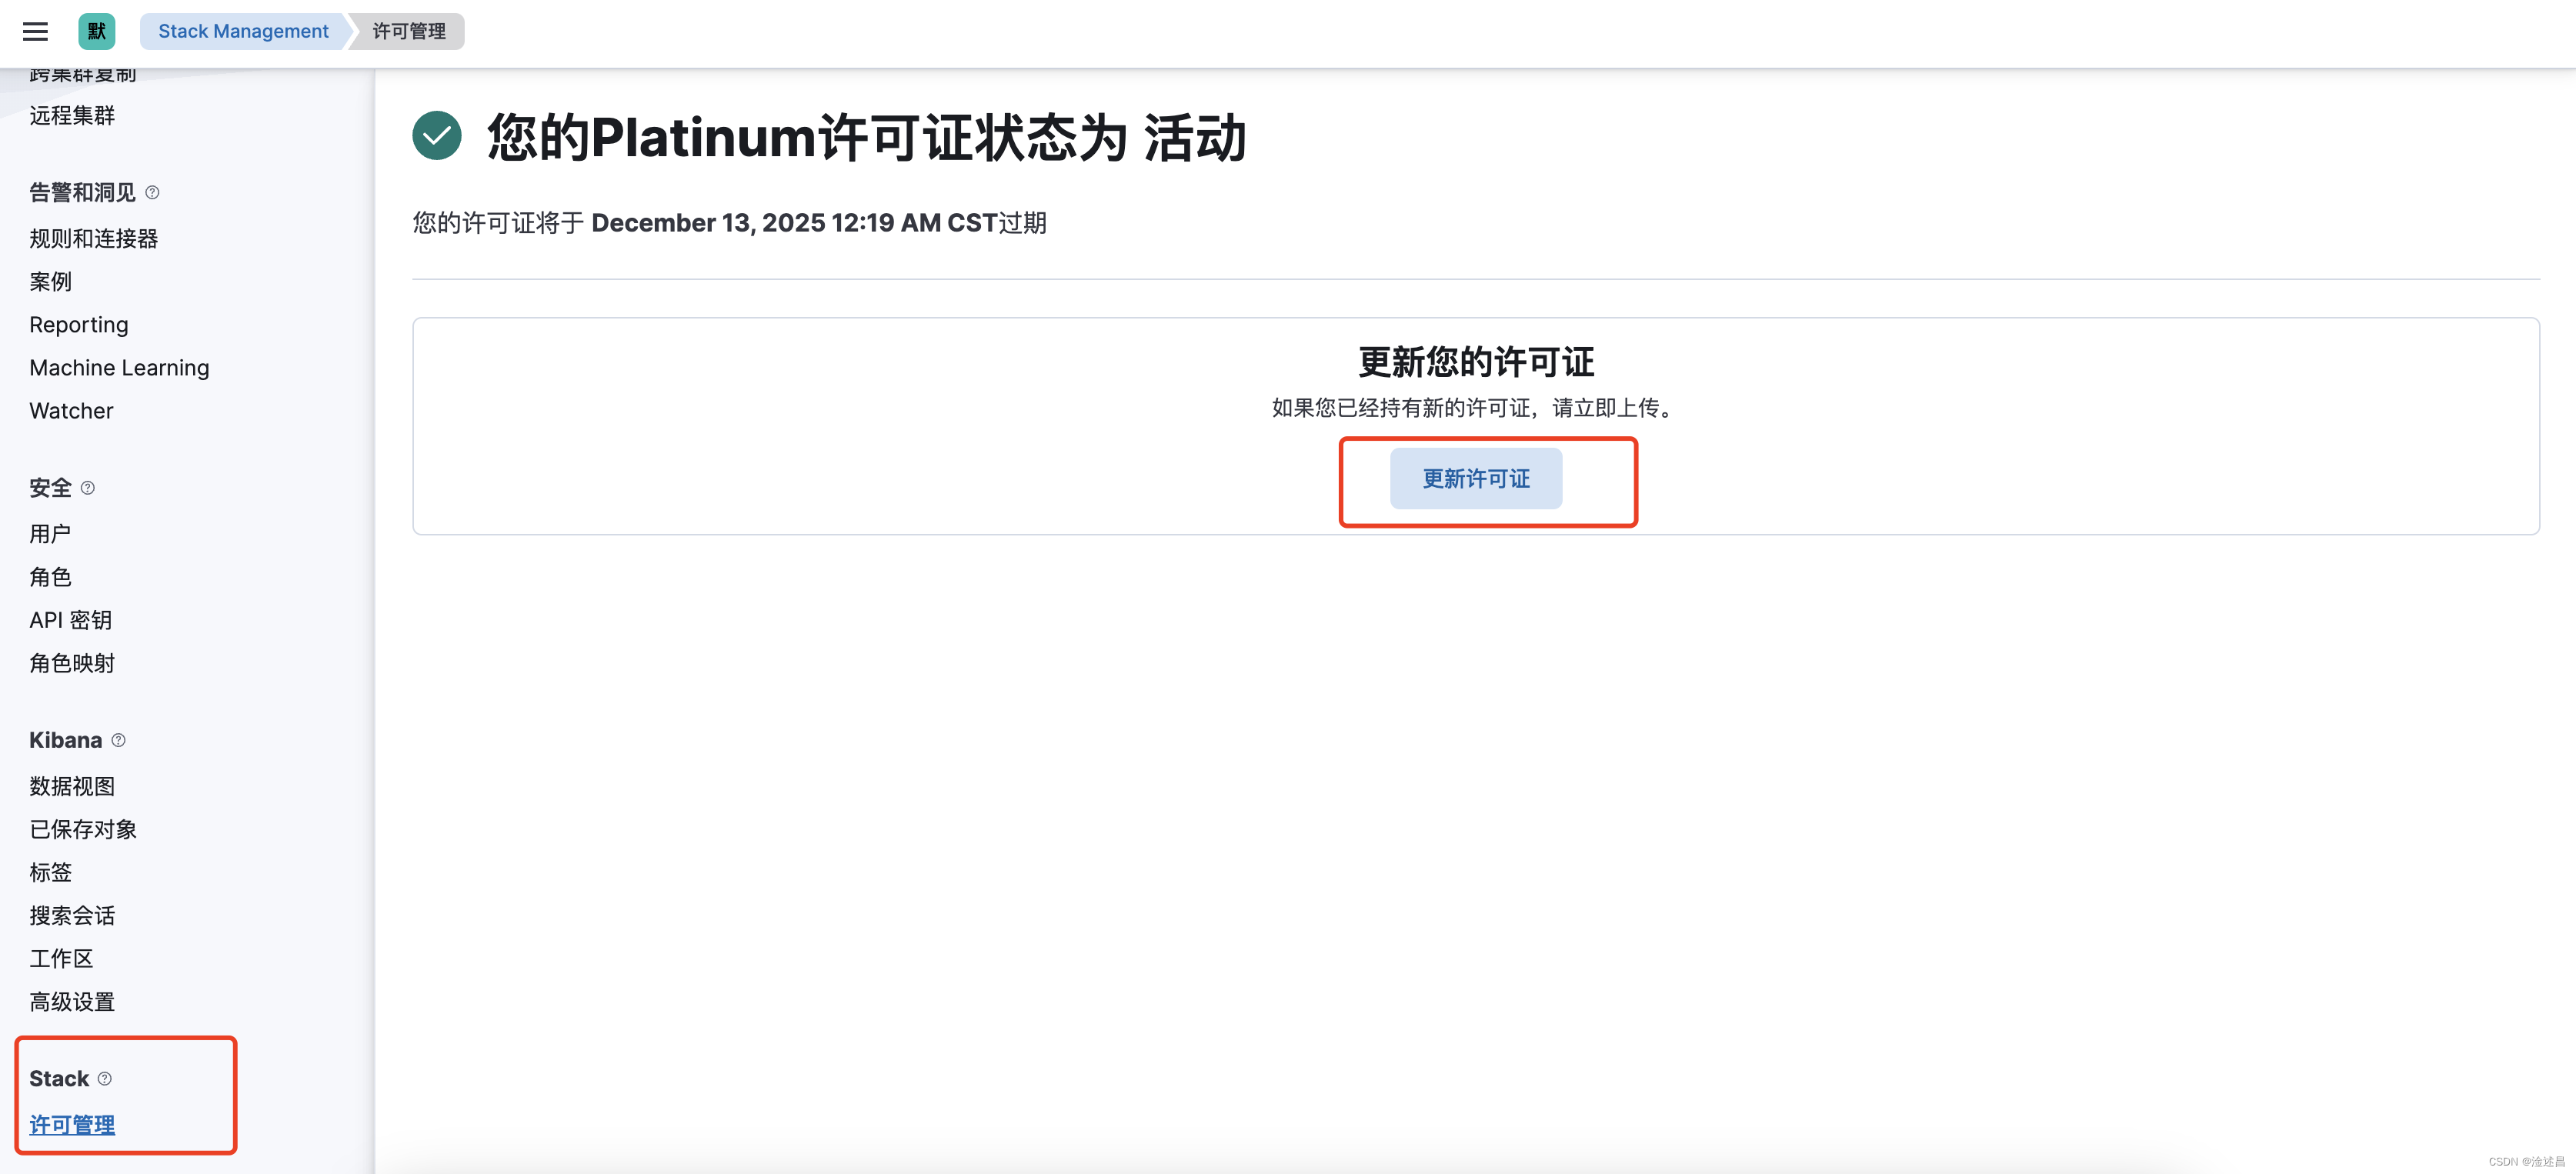 默
Stack Management
许可管理
跨集群复制
远程集群
告警和洞见
规则和连接器
案例
Reporting
Machine Learning
Watcher
安全
用户
角色
API 密钥
角色映射
Kibana
数据视图
已保存对象
标签
搜索会话
工作区
高级设置
Stack
许可管理
您的Platinum许可证状态为 活动
您的许可证将于 December 13, 2025 12:19 AM CST过期
更新您的许可证
如果您已经持有新的许可证，请立即上传。
更新许可证
CSDN @淦述昌